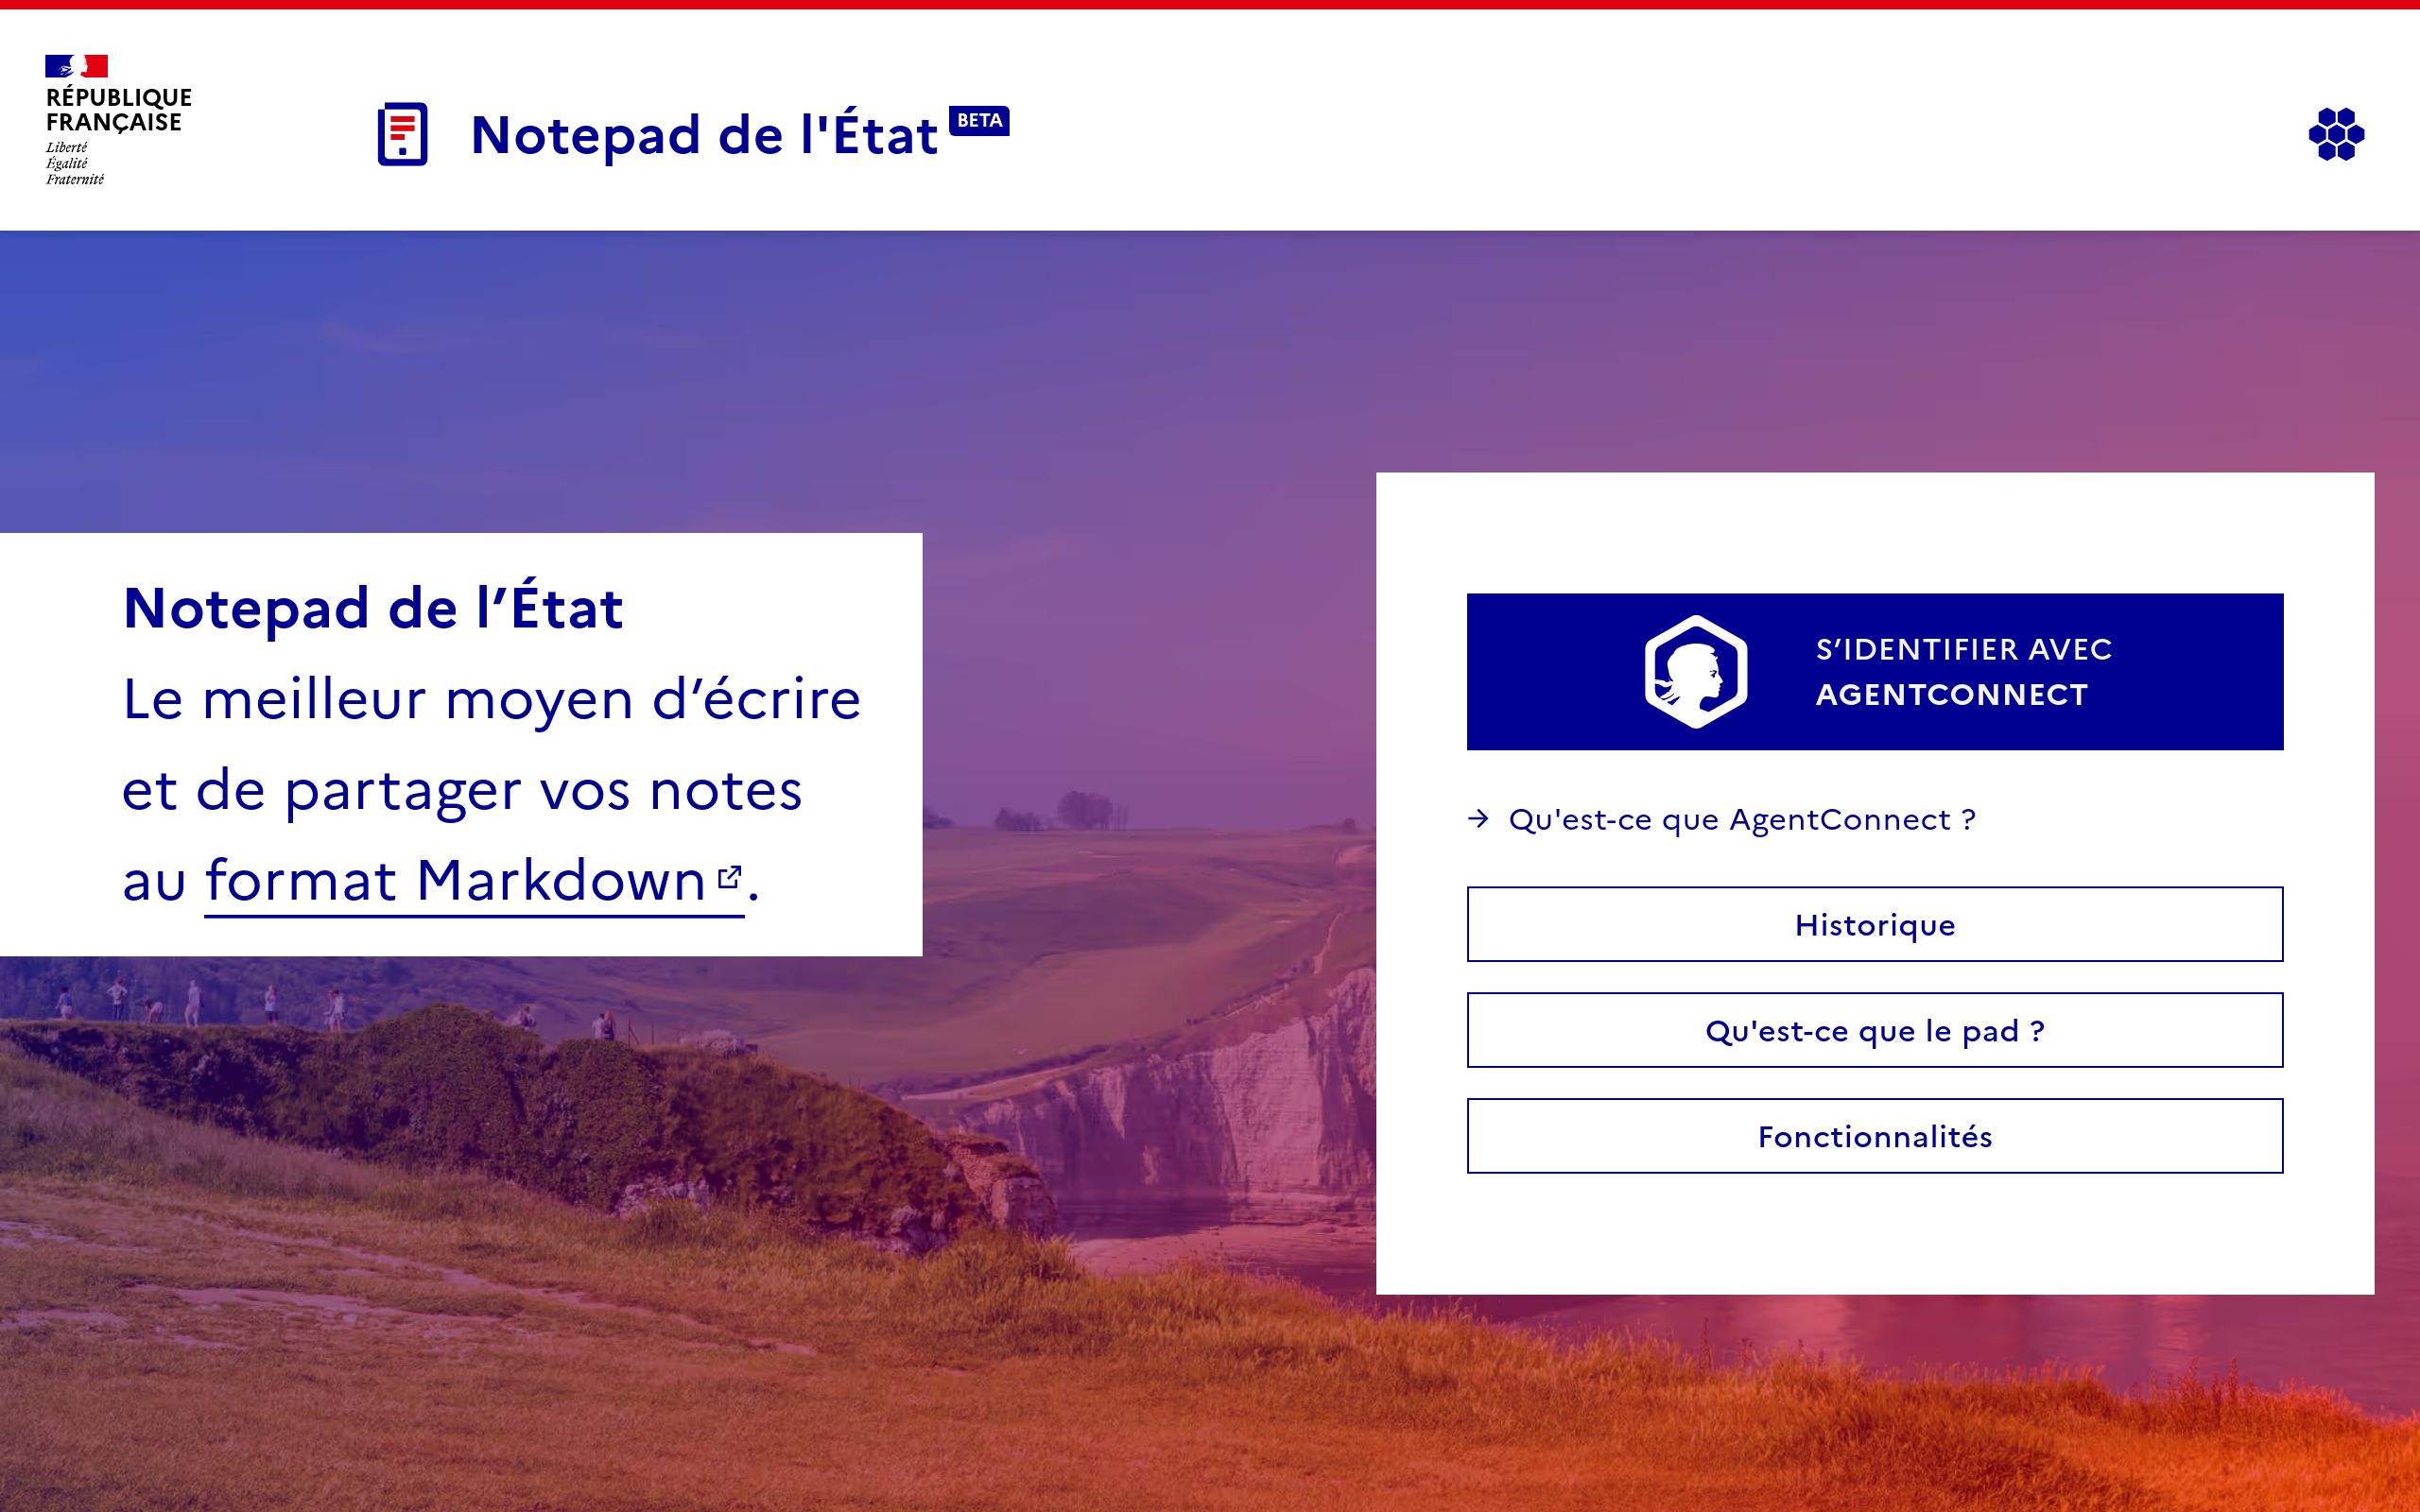 RÉPUBLIQUE
FRANÇAISE
Liberté
Égalité
Fraternité
Notepad de l'État BETA
Notepad de l’État
Le meilleur moyen d’écrire
et de partager vos notes
au format Markdown.
S’IDENTIFIER AVEC
AGENTCONNECT
→ Qu'est-ce que AgentConnect ?
Historique
Qu'est-ce que le pad ?
Fonctionnalités